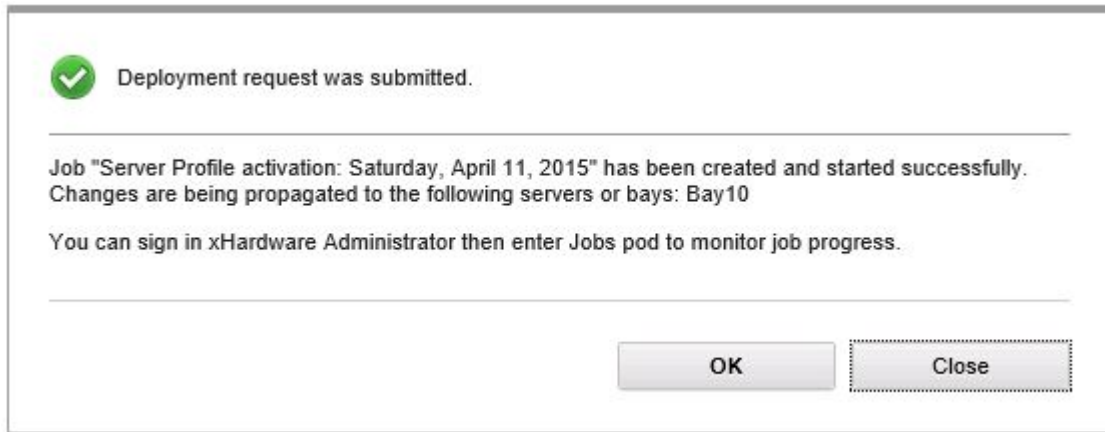 Deployment request was submitted.
Job "Server Profile activation: Saturday, April 11, 2015" has been created and started successfully.
Changes are being propagated to the following servers or bays: Bay10
You can sign in xHardware Administrator then enter Jobs pod to monitor job progress.
OK
Close